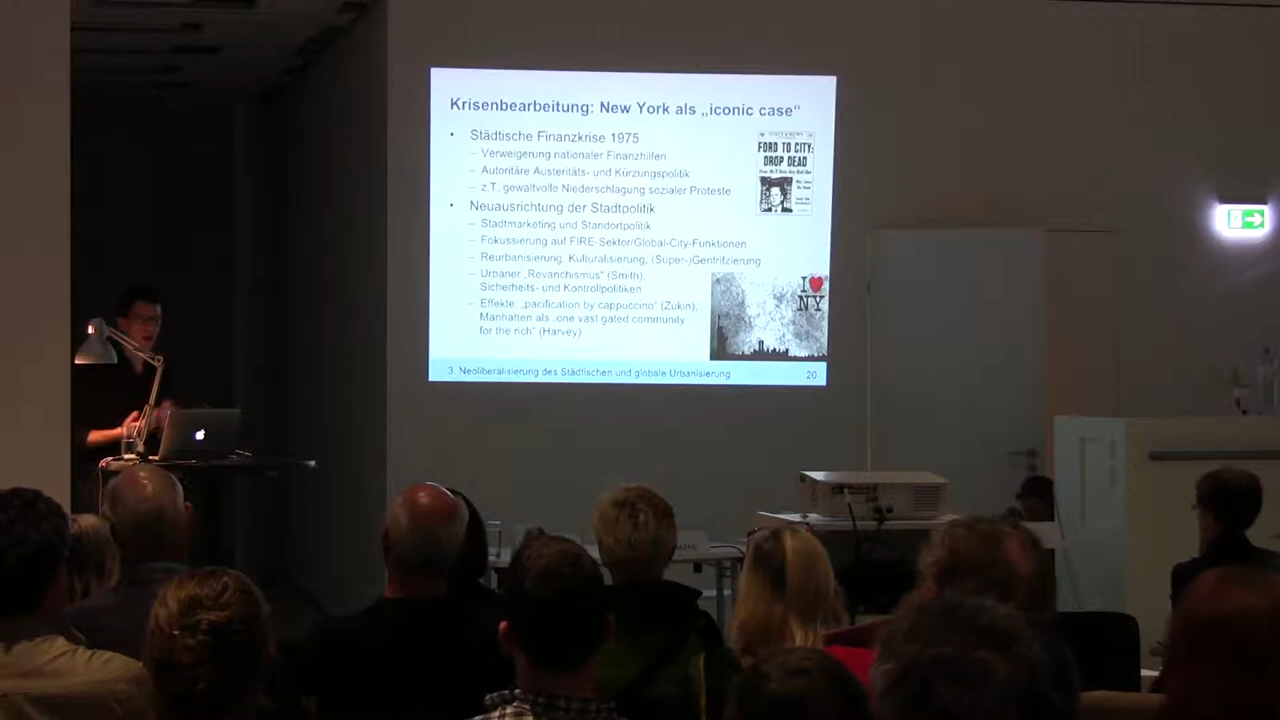 Krisenbearbeitung: New York als „iconic case“
• Städtische Finanzkrise 1975
– Verweigerung nationaler Finanzhilfen
– Autoritäre Austeritäts- und Kürzungspolitik
– z.T. gewaltvolle Niederschlagung sozialer Proteste
FORD TO CITY:
DROP DEAD
• Neuausrichtung der Stadtpolitik
– Stadtmarketing und Standortpolitik
– Fokussierung auf FIRE-Sektor/Global-City-Funktionen
– Reurbanisierung, Kulturalisierung, (Super-)Gentrifzierung
– Urbaner „Revanchismus“ (Smith),
Sicherheits- und Kontrollpolitiken
– Effekte: „pacification by cappuccino“ (Zukin),
Manhatten als „one vast gated community
for the rich“ (Harvey)
I ♥
NY
3. Neoliberalisierung des Städtischen und globale Urbanisierung 20